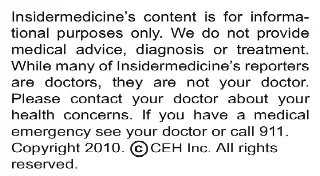 Insidermedicine's content is for informa-
tional purposes only. We do not provide
medical advice, diagnosis or treatment.
While many of Insidermedicine's reporters
are doctors, they are not your doctor.
Please contact your doctor about your
health concerns. If you have a medical
emergency see your doctor or call 911.
Copyright 2010. © CEH Inc. All rights
reserved.